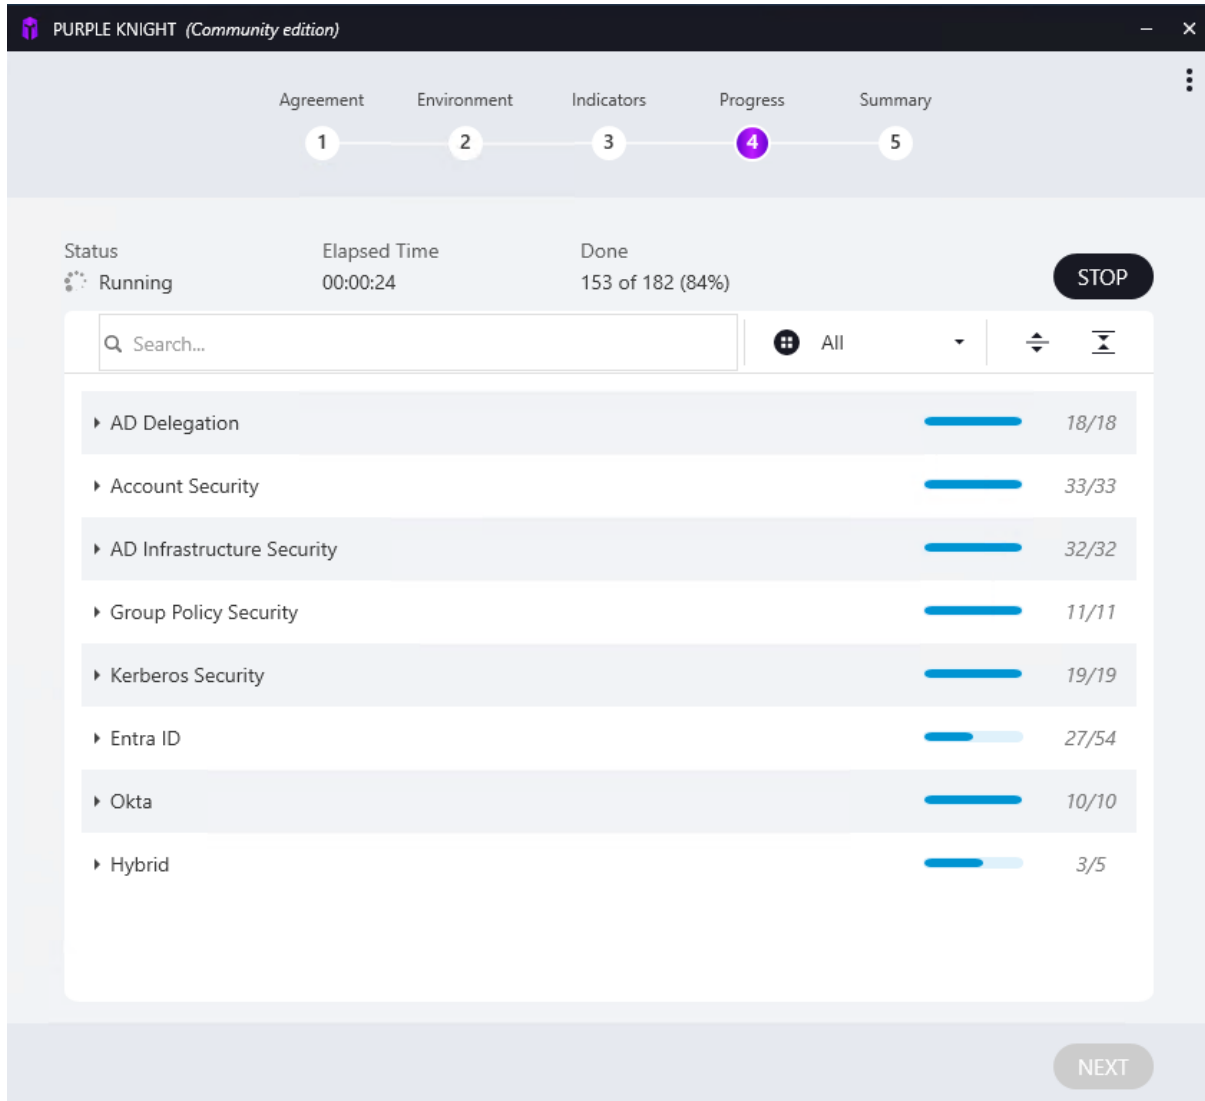 PURPLE KNIGHT (Community edition)
Agreement Environment Indicators Progress Summary
1 2 3 4 5
Status Elapsed Time Done
Running 00:00:24 153 of 182 (84%) STOP
Search... All
AD Delegation 18/18
Account Security 33/33
AD Infrastructure Security 32/32
Group Policy Security 11/11
Kerberos Security 19/19
Entra ID 27/54
Okta 10/10
Hybrid 3/5
NEXT